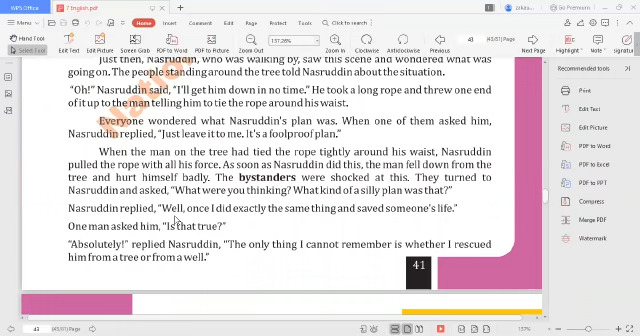 WPS Office
7 English.pdf
Go Premium
Menu
Home
Insert
Comment
Edit
Page
Protect
Tools
Click to search
Hand Tool
Select Tool
Edit Text
Edit Picture
Screen Grab
PDF to Word
PDF to Picture
157.28%
Zoom In
Zoom Out
Clockwise
Anticlockwise
Previous
43
(45/61)
Next Page
Highlight
Note
Just then, Nasruddin, who was walking by, saw this scene and wondered what was
going on. The people standing around the tree told Nasruddin about the situation.
"Oh!" Nasruddin said, "I'll get him down in no time." He took a long rope and threw one
end of it up to the man telling him to tie the rope around his waist.
Everyone wondered what Nasruddin's plan was. When one of them asked him,
Nasruddin replied, "Just leave it to me. It's a foolproof plan."
When the man on the tree had tied the rope tightly around his waist, Nasruddin
pulled the rope with all his force. As soon as Nasruddin did this, the man fell down from
the tree and hurt himself badly. The bystanders were shocked at this. They turned to
Nasruddin and asked, "What were you thinking? What kind of a silly plan was that?"
Nasruddin replied, "Well, once I did exactly the same thing and saved someone's life."
One man asked him, "Is that true?"
"Absolutely!" replied Nasruddin, "The only thing I cannot remember is whether I rescued
him from a tree or from a well."
41
Recommended tools
Print
Edit Text
Edit Picture
PDF to Word
PDF to Excel
PDF to PPT
Compress
Merge PDF
Watermark
43
(45/61)
157%